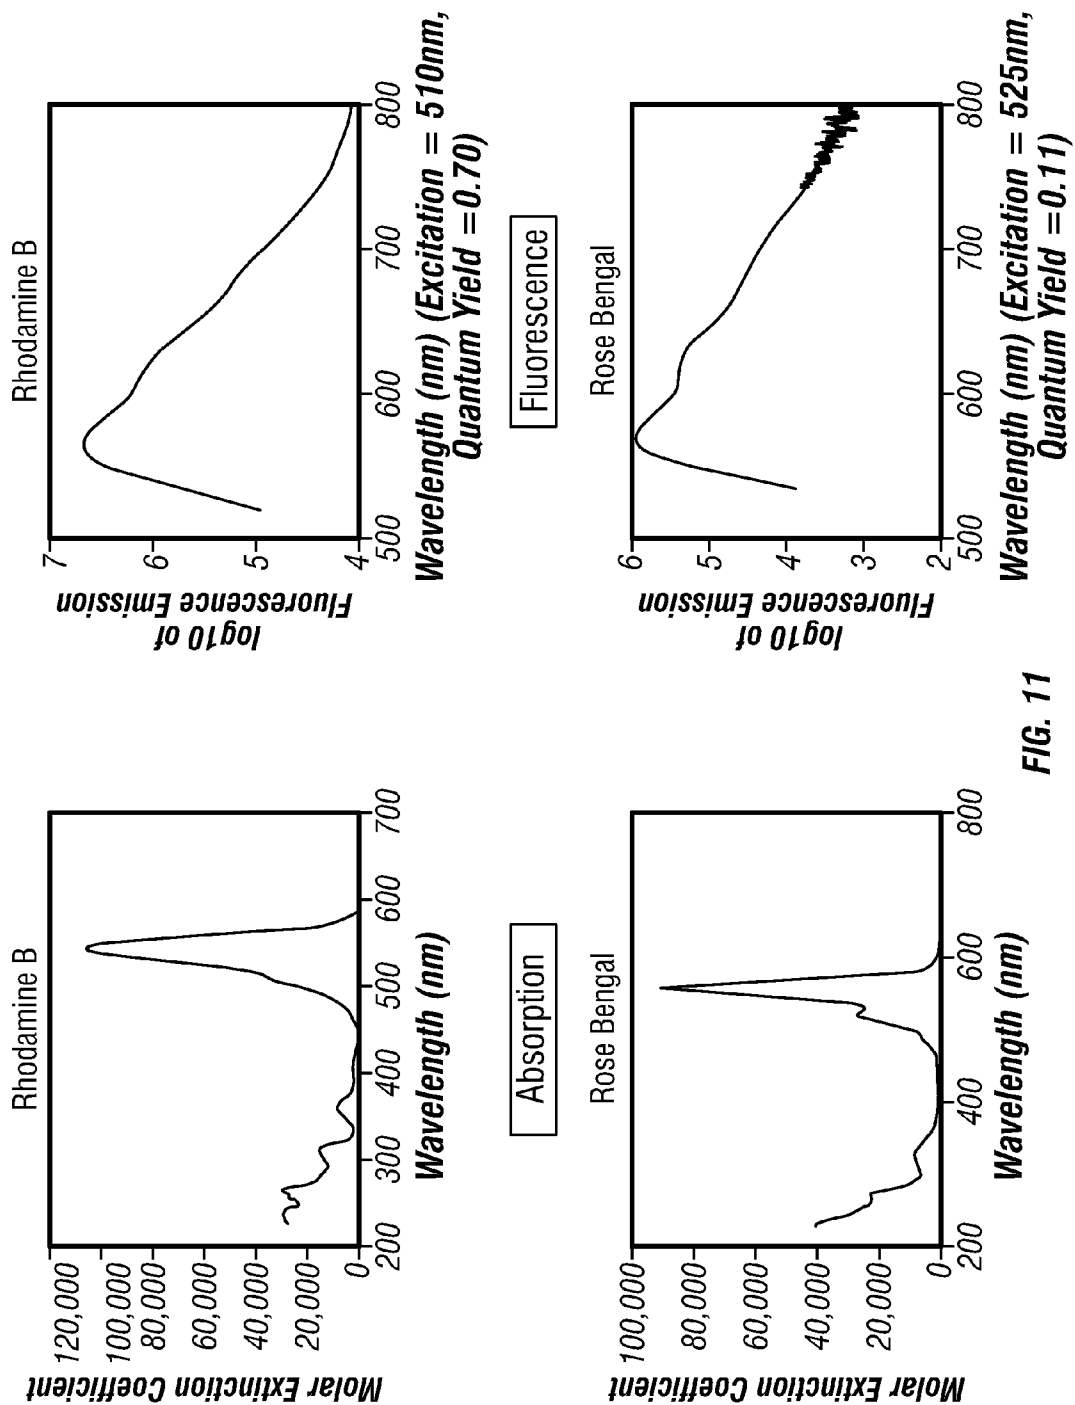 Rhodamine B
Molar Extinction Coefficient
120,000
100,000
80,000
60,000
40,000
20,000
0
200
300
400
500
600
700
Wavelength (nm)
Rhodamine B
log10 of
Fluorescence Emission
7
6
5
4
500
600
700
800
Wavelength (nm) (Excitation = 510nm,
Quantum Yield =0.70)
Absorption
Fluorescence
Rose Bengal
Molar Extinction Coefficient
100,000
80,000
60,000
40,000
20,000
0
200
400
600
800
Wavelength (nm)
Rose Bengal
log10 of
Fluorescence Emission
6
5
4
3
2
500
600
700
800
Wavelength (nm) (Excitation = 525nm,
Quantum Yield =0.11)
FIG. 11